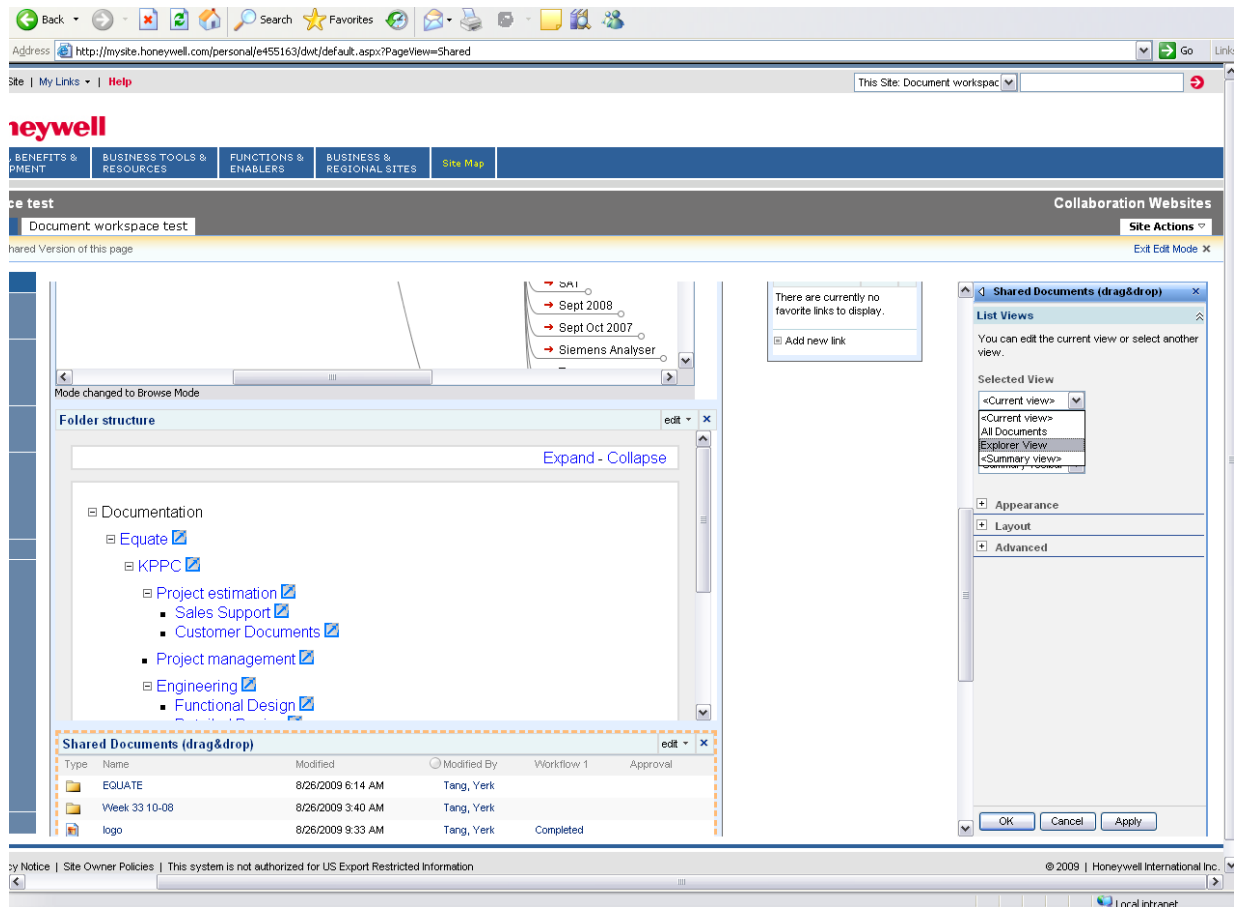 Back Search Favorites
Address http://mysite.honeywell.com/personal/e455163/dwt/default.aspx?PageView=Shared Go Links
Site | My Links | Help This Site: Document workspac
neywell
BENEFITS & BUSINESS TOOLS & FUNCTIONS & BUSINESS & Site Map
PMENT RESOURCES ENABLERS REGIONAL SITES
ce test Collaboration Websites
Document workspace test Site Actions
hared Version of this page Exit Edit Mode ×
SAT
Sept 2008
Sept Oct 2007
Siemens Analyser
Mode changed to Browse Mode
There are currently no
favorite links to display.
Add new link
Folder structure edit
Expand - Collapse
Documentation
Equate
KPPC
Project estimation
Sales Support
Customer Documents
Project management
Engineering
Functional Design
Shared Documents (drag&drop) edit
Type Name Modified Modified By Workflow 1 Approval
EQUATE 8/26/2009 6:14 AM Tang, Yerk
Week 33 10-08 8/26/2009 3:40 AM Tang, Yerk
logo 8/26/2009 9:33 AM Tang, Yerk Completed
Shared Documents (drag&drop)
List Views
You can edit the current view or select another
view.
Selected View
<Current view>
<Current view>
All Documents
Explorer View
<Summary view>
Appearance
Layout
Advanced
OK Cancel Apply
cy Notice | Site Owner Policies | This system is not authorized for US Export Restricted Information © 2009 | Honeywell International Inc.
Local intranet